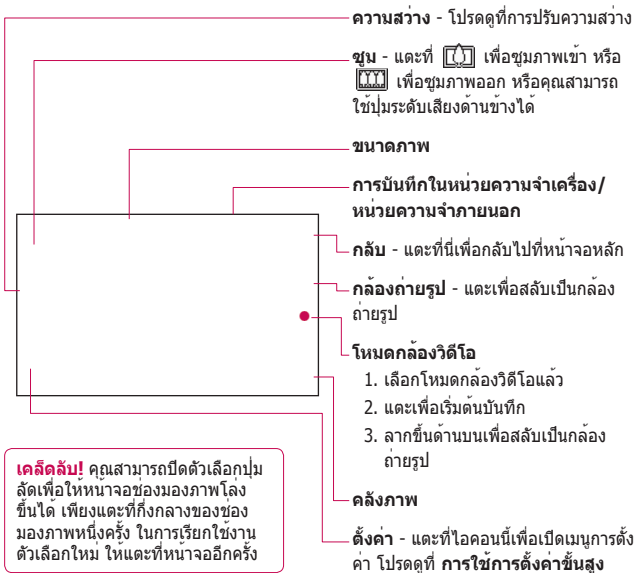 ความสว่าง - โปรดดูที่การปรับความสว่าง
ซูม - แตะที่ เพื่อซูมภาพเข้า หรือ
เพื่อซูมภาพออก หรือคุณสามารถ
ใช้ปุ่มระดับเสียงด้านข้างได้
ขนาดภาพ
การบันทึกในหน่วยความจำเครื่อง/
หน่วยความจำภายนอก
กลับ - แตะที่นี่เพื่อกลับไปที่หน้าจอหลัก
กล้องถ่ายรูป - แตะเพื่อสลับเป็นกล้อง
ถ่ายรูป
โหมดกล้องวิดีโอ
1. เลือกโหมดกล้องวิดีโอแล้ว
2. แตะเพื่อเริ่มต้นบันทึก
3. ลากขึ้นด้านบนเพื่อสลับเป็นกล้อง
ถ่ายรูป
คลังภาพ
ตั้งค่า - แตะที่ไอคอนนี้เพื่อเปิดเมนูการตั้ง
ค่า โปรดดูที่ การใช้การตั้งค่าขั้นสูง
เคล็ดลับ! คุณสามารถปิดตัวเลือกปุ่ม
ลัดเพื่อให้หน้าจอช่องมองภาพโล่ง
ขึ้นได้ เพียงแตะที่กึ่งกลางของช่อง
มองภาพหนึ่งครั้ง ในการเรียกใช้งาน
ตัวเลือกใหม่ ให้แตะที่หน้าจออีกครั้ง